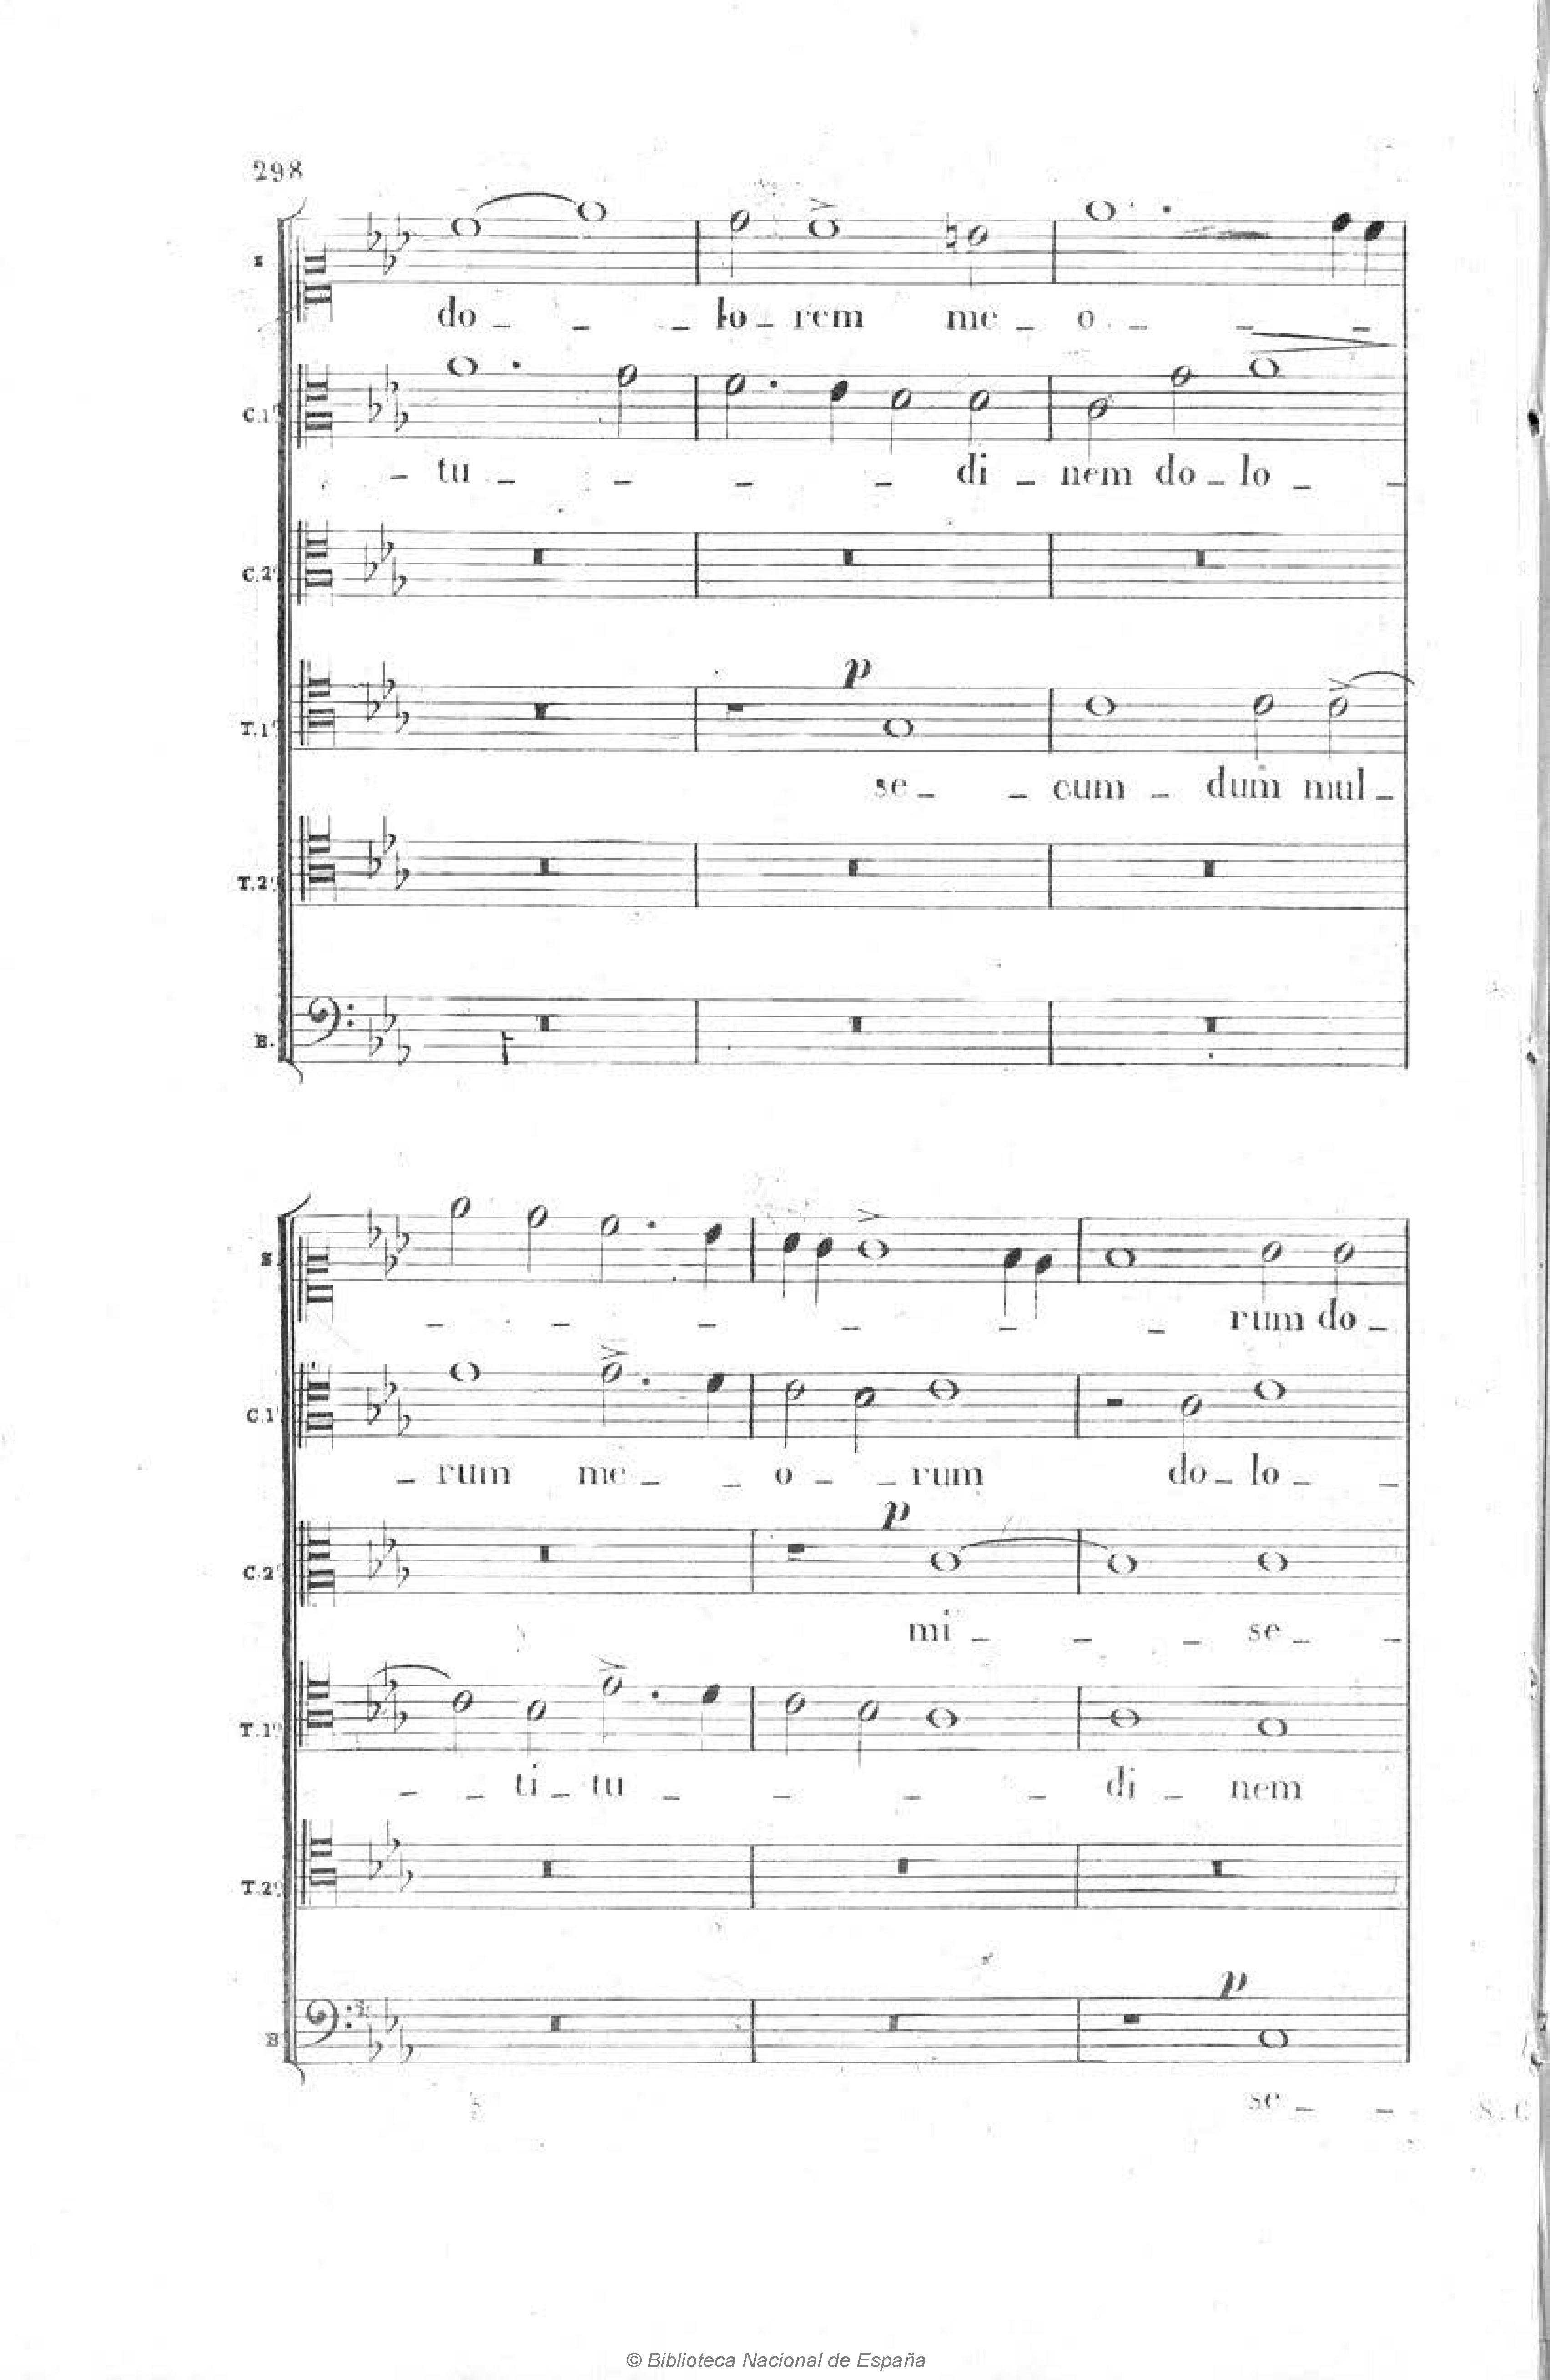 298
S
do - - - lo - rem me - o - - -
C.1º
- tu - - - - di - nem do - lo - -
C.2º
p
T.1º
se - - cum - dum mul -
T.2º
B.
S.
- - - - - - rum do -
C.1º
- rum me - - o - - rum do - lo - -
p
C.2º
mi - - - se - -
T.1º
- - ti - tu - - - - di - nem
T.2º
p
B
se - -
© Biblioteca Nacional de España